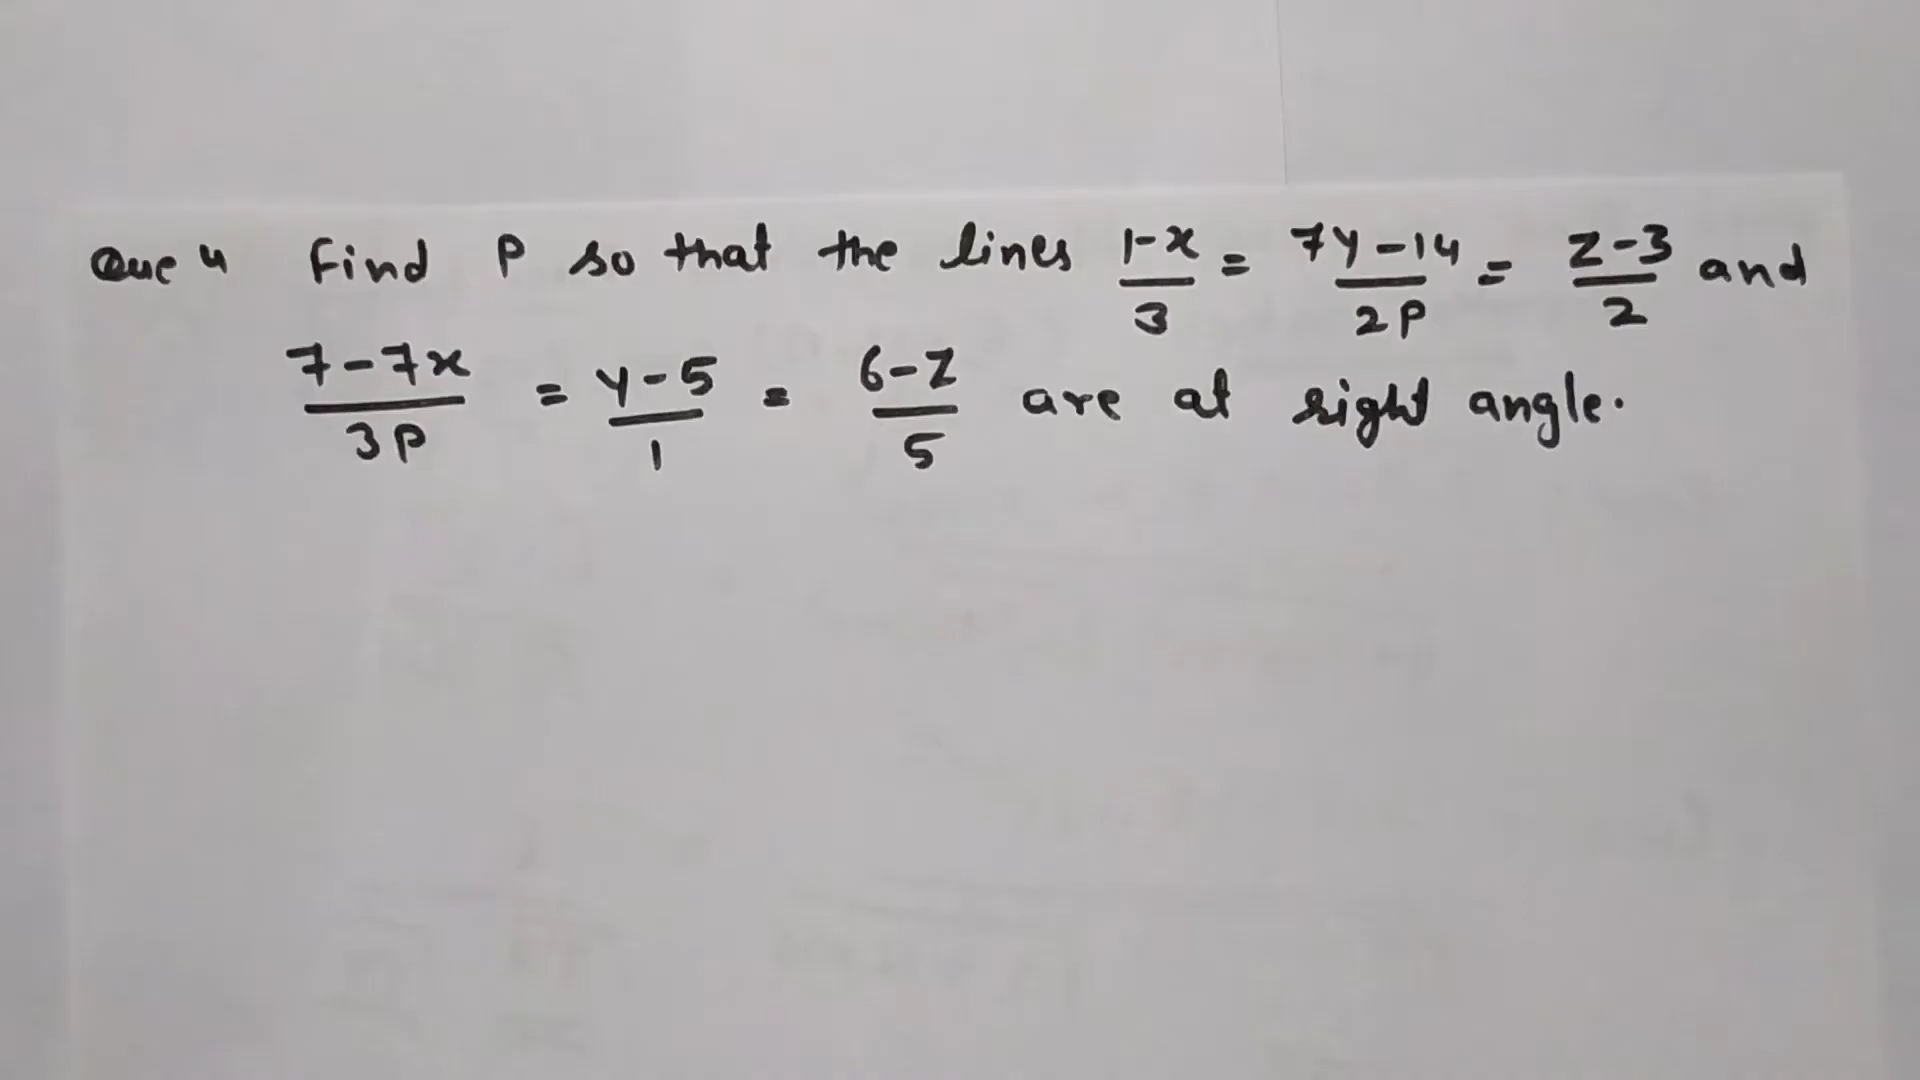 Que 4 Find P so that the lines (1-x)/3 = (7y-14)/2P = (z-3)/2 and
(7-7x)/3P = (y-5)/1 = (6-z)/5 are at right angle.